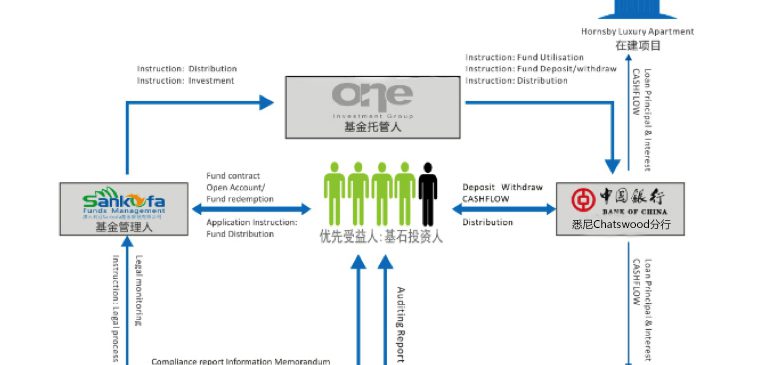 Hornsby Luxury Apartment
在建项目
Instruction: Distribution
Instruction: Investment
Instruction: Fund Utilisation
Instruction: Fund Deposit/withdraw
Instruction: Distribution
Loan Principal & Interest
CASHFLOW
one
Investment Group
基金托管人
Fund contract
Open Account/
Fund redemption
Application Instruction:
Fund Distribution
Sankofa
Funds Management
基金管理人
Deposit Withdraw
CASHFLOW
Distribution
中国银行
BANK OF CHINA
悉尼Chatswood分行
优先受益人:基石投资人
Legal monitoring
Instruction: Legal process
Auditing Report
Loan Principal & Interest
CASHFLOW
Compliance report Information Memorandum